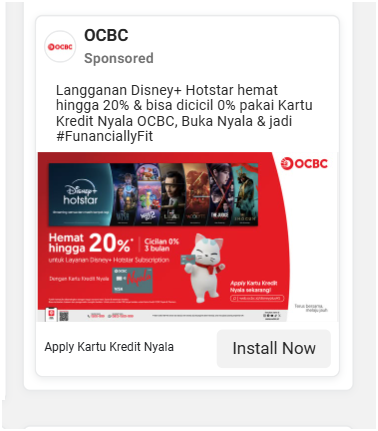 OCBC
OCBC
Sponsored
Langganan Disney+ Hotstar hemat
hingga 20% & bisa dicicil 0% pakai Kartu
Kredit Nyala OCBC, Buka Nyala & jadi
#FunanciallyFit
OCBC
Disney+
hotstar
Hemat
hingga 20%*
Cicilan 0%
3 bulan
untuk Layanan Disney+ Hotstar Subscription
Dengan Kartu Kredit Nyala
Apply Kartu Kredit
Nyala sekarang!
Apply Kartu Kredit Nyala
Install Now